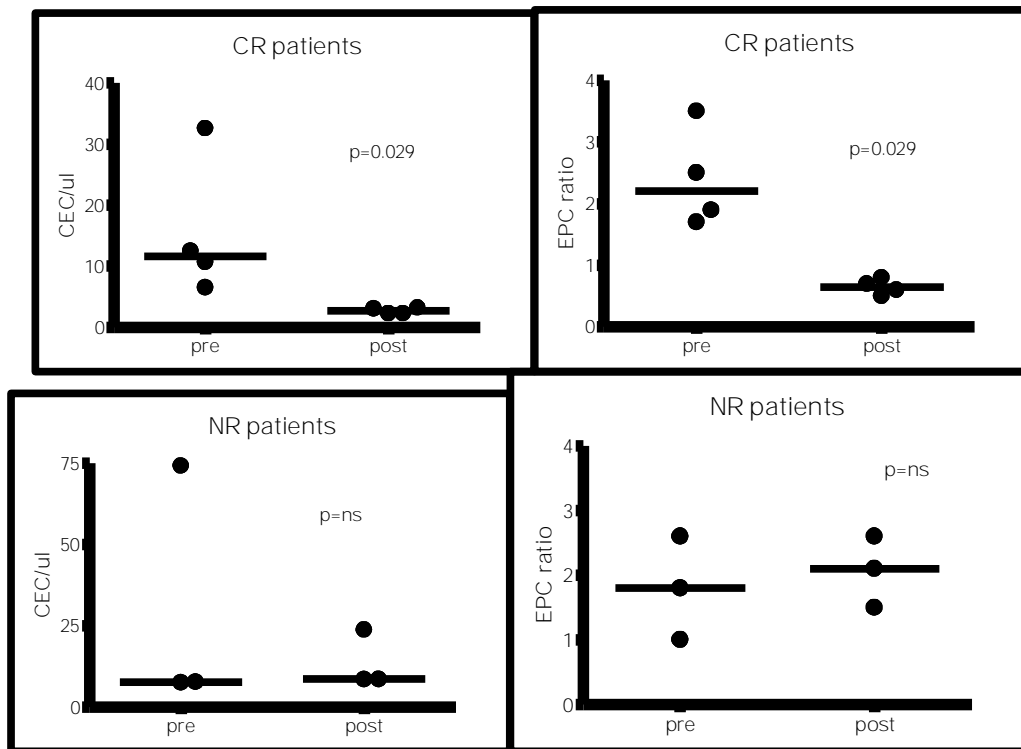 CR patients
40
30
20
10
0
CEC/ul
p=0.029
pre
post
CR patients
4
3
2
1
0
EPC ratio
p=0.029
pre
post
NR patients
75
50
25
0
CEC/ul
p=ns
pre
post
NR patients
4
3
2
1
0
EPC ratio
p=ns
pre
post